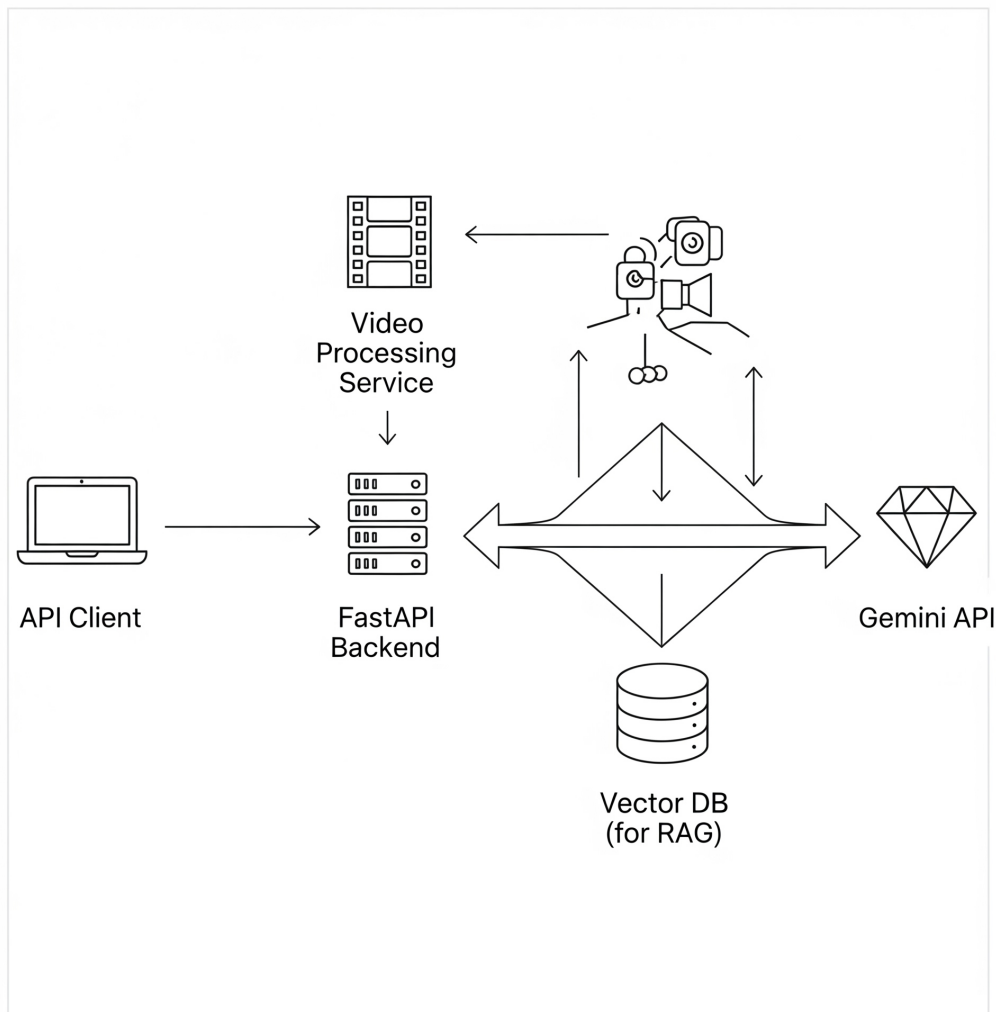 Video
Processing
Service
API Client
FastAPI
Backend
Gemini API
Vector DB
(for RAG)